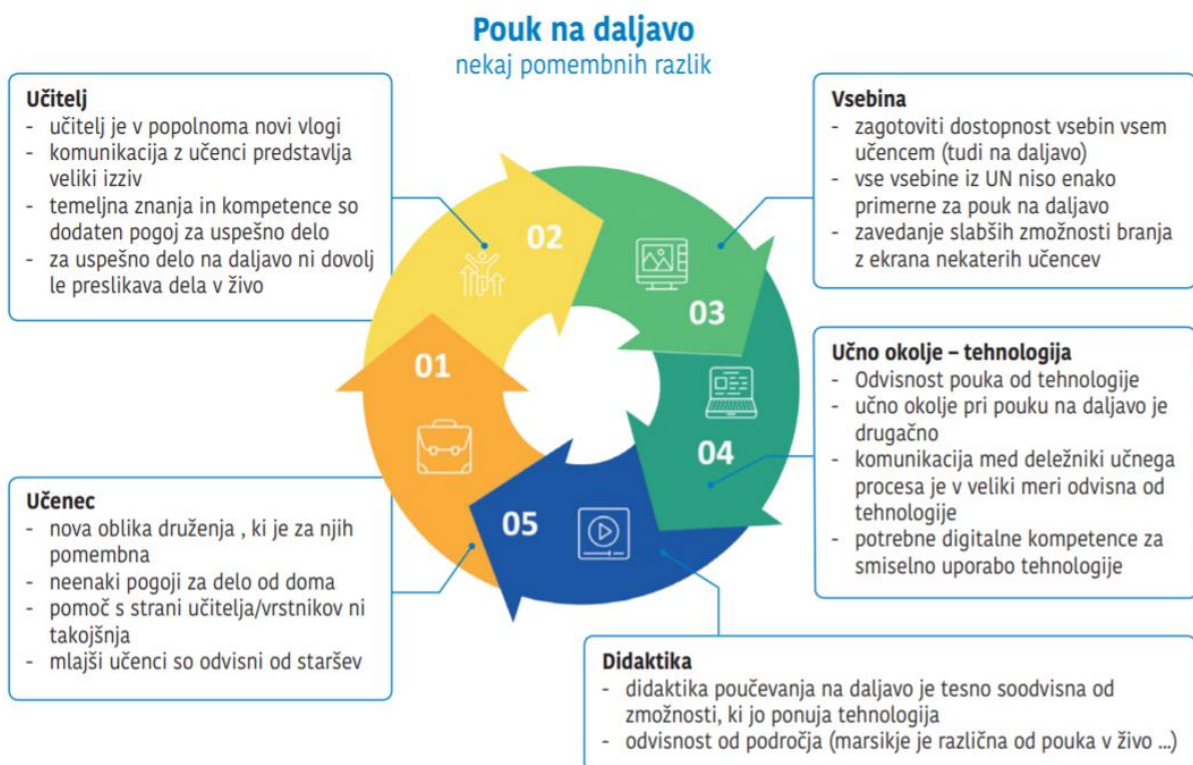 Pouk na daljavo
nekaj pomembnih razlik
Učitelj
- učitelj je v popolnoma novi vlogi
- komunikacija z učenci predstavlja
veliki izziv
- temeljna znanja in kompetence so
dodaten pogoj za uspešno delo
- za uspešno delo na daljavo ni dovolj
le preslikava dela v živo
Vsebina
- zagotoviti dostopnost vsebin vsem
učencem (tudi na daljavo)
- vse vsebine iz UN niso enako
primerne za pouk na daljavo
- zavedanje slabših zmožnosti branja
z ekrana nekaterih učencev
02
03
01
04
05
Učno okolje – tehnologija
- Odvisnost pouka od tehnologije
- učno okolje pri pouku na daljavo je
drugačno
- komunikacija med deležniki učnega
procesa je v veliki meri odvisna od
tehnologije
- potrebne digitalne kompetence za
smiselno uporabo tehnologije
Učenec
- nova oblika druženja , ki je za njih
pomembna
- neenaki pogoji za delo od doma
- pomoč s strani učitelja/vrstnikov ni
takojšnja
- mlajši učenci so odvisni od staršev
Didaktika
- didaktika poučevanja na daljavo je tesno soodvisna od
zmožnosti, ki jo ponuja tehnologija
- odvisnost od področja (marsikje je različna od pouka v živo ...)